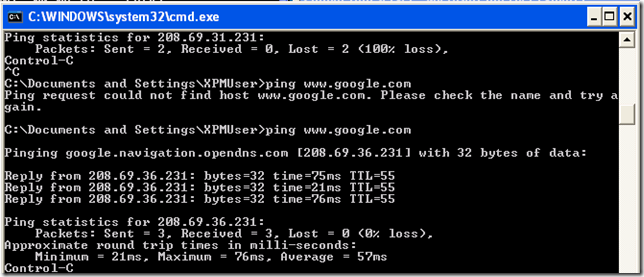 C:\WINDOWS\system32\cmd.exe
Ping statistics for 208.69.31.231:
Packets: Sent = 2, Received = 0, Lost = 2 (100% loss),
Control-C
^C
C:\Documents and Settings\XPMUser>ping www.google.com
Ping request could not find host www.google.com. Please check the name and try a
gain.
C:\Documents and Settings\XPMUser>ping www.google.com
Pinging google.navigation.opendns.com [208.69.36.231] with 32 bytes of data:
Reply from 208.69.36.231: bytes=32 time=75ms TTL=55
Reply from 208.69.36.231: bytes=32 time=21ms TTL=55
Reply from 208.69.36.231: bytes=32 time=76ms TTL=55
Ping statistics for 208.69.36.231:
Packets: Sent = 3, Received = 3, Lost = 0 (0% loss),
Approximate round trip times in milli-seconds:
Minimum = 21ms, Maximum = 76ms, Average = 57ms
Control-C